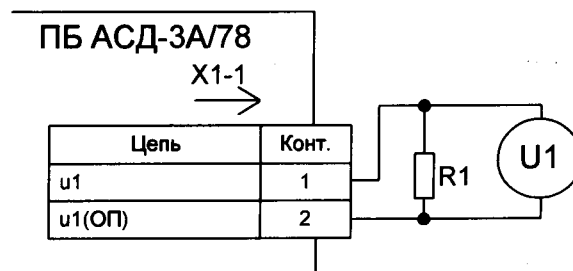 ПБ АСД-3А/78
X1-1
Цепь Конт.
u1 1
u1(ОП) 2
R1
U1